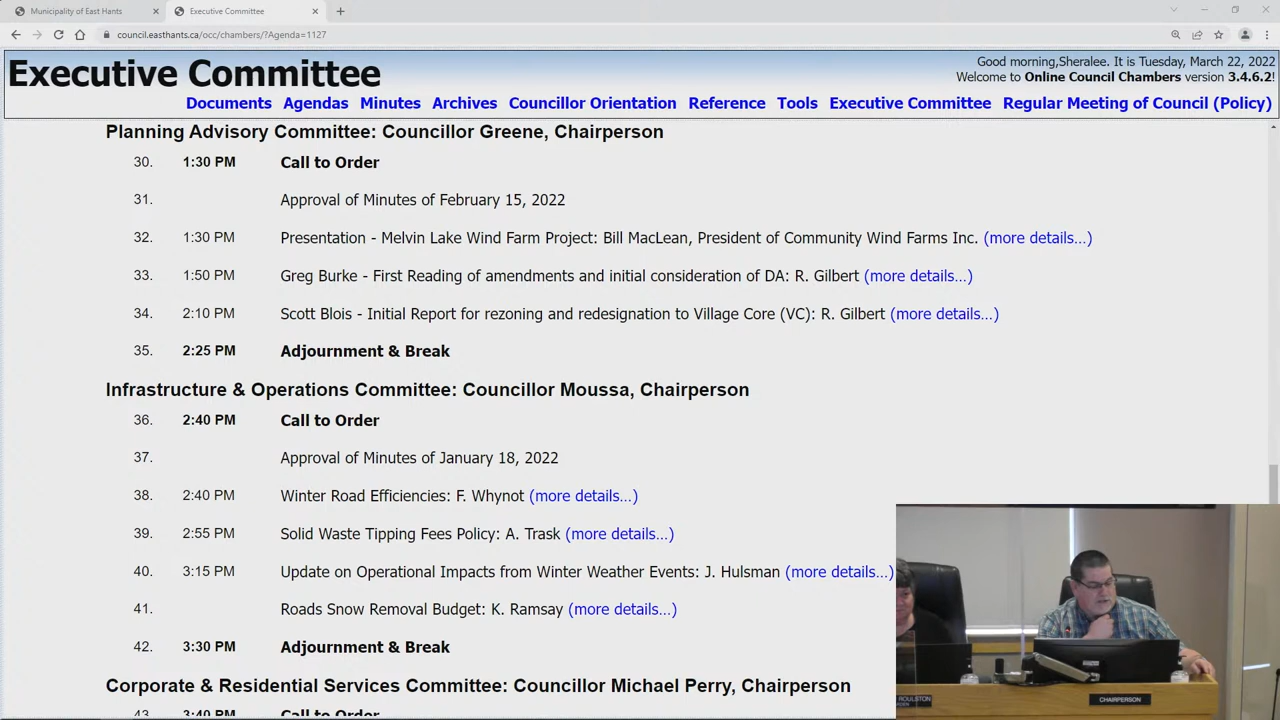 Municipality of East Hants
Executive Committee
council.easthants.ca/occ/chambers/?Agenda=1127
Executive Committee
Good morning,Sheralee. It is Tuesday, March 22, 2022
Welcome to Online Council Chambers version 3.4.6.2!
Documents Agendas Minutes Archives Councillor Orientation Reference Tools Executive Committee Regular Meeting of Council (Policy)
Planning Advisory Committee: Councillor Greene, Chairperson
30. 1:30 PM Call to Order
31. Approval of Minutes of February 15, 2022
32. 1:30 PM Presentation - Melvin Lake Wind Farm Project: Bill MacLean, President of Community Wind Farms Inc. (more details...)
33. 1:50 PM Greg Burke - First Reading of amendments and initial consideration of DA: R. Gilbert (more details...)
34. 2:10 PM Scott Blois - Initial Report for rezoning and redesignation to Village Core (VC): R. Gilbert (more details...)
35. 2:25 PM Adjournment & Break
Infrastructure & Operations Committee: Councillor Moussa, Chairperson
36. 2:40 PM Call to Order
37. Approval of Minutes of January 18, 2022
38. 2:40 PM Winter Road Efficiencies: F. Whynot (more details...)
39. 2:55 PM Solid Waste Tipping Fees Policy: A. Trask (more details...)
40. 3:15 PM Update on Operational Impacts from Winter Weather Events: J. Hulsman (more details...)
41. Roads Snow Removal Budget: K. Ramsay (more details...)
42. 3:30 PM Adjournment & Break
Corporate & Residential Services Committee: Councillor Michael Perry, Chairperson
43. 3:40 PM Call to Order
ROULSTON
CHAIRPERSON